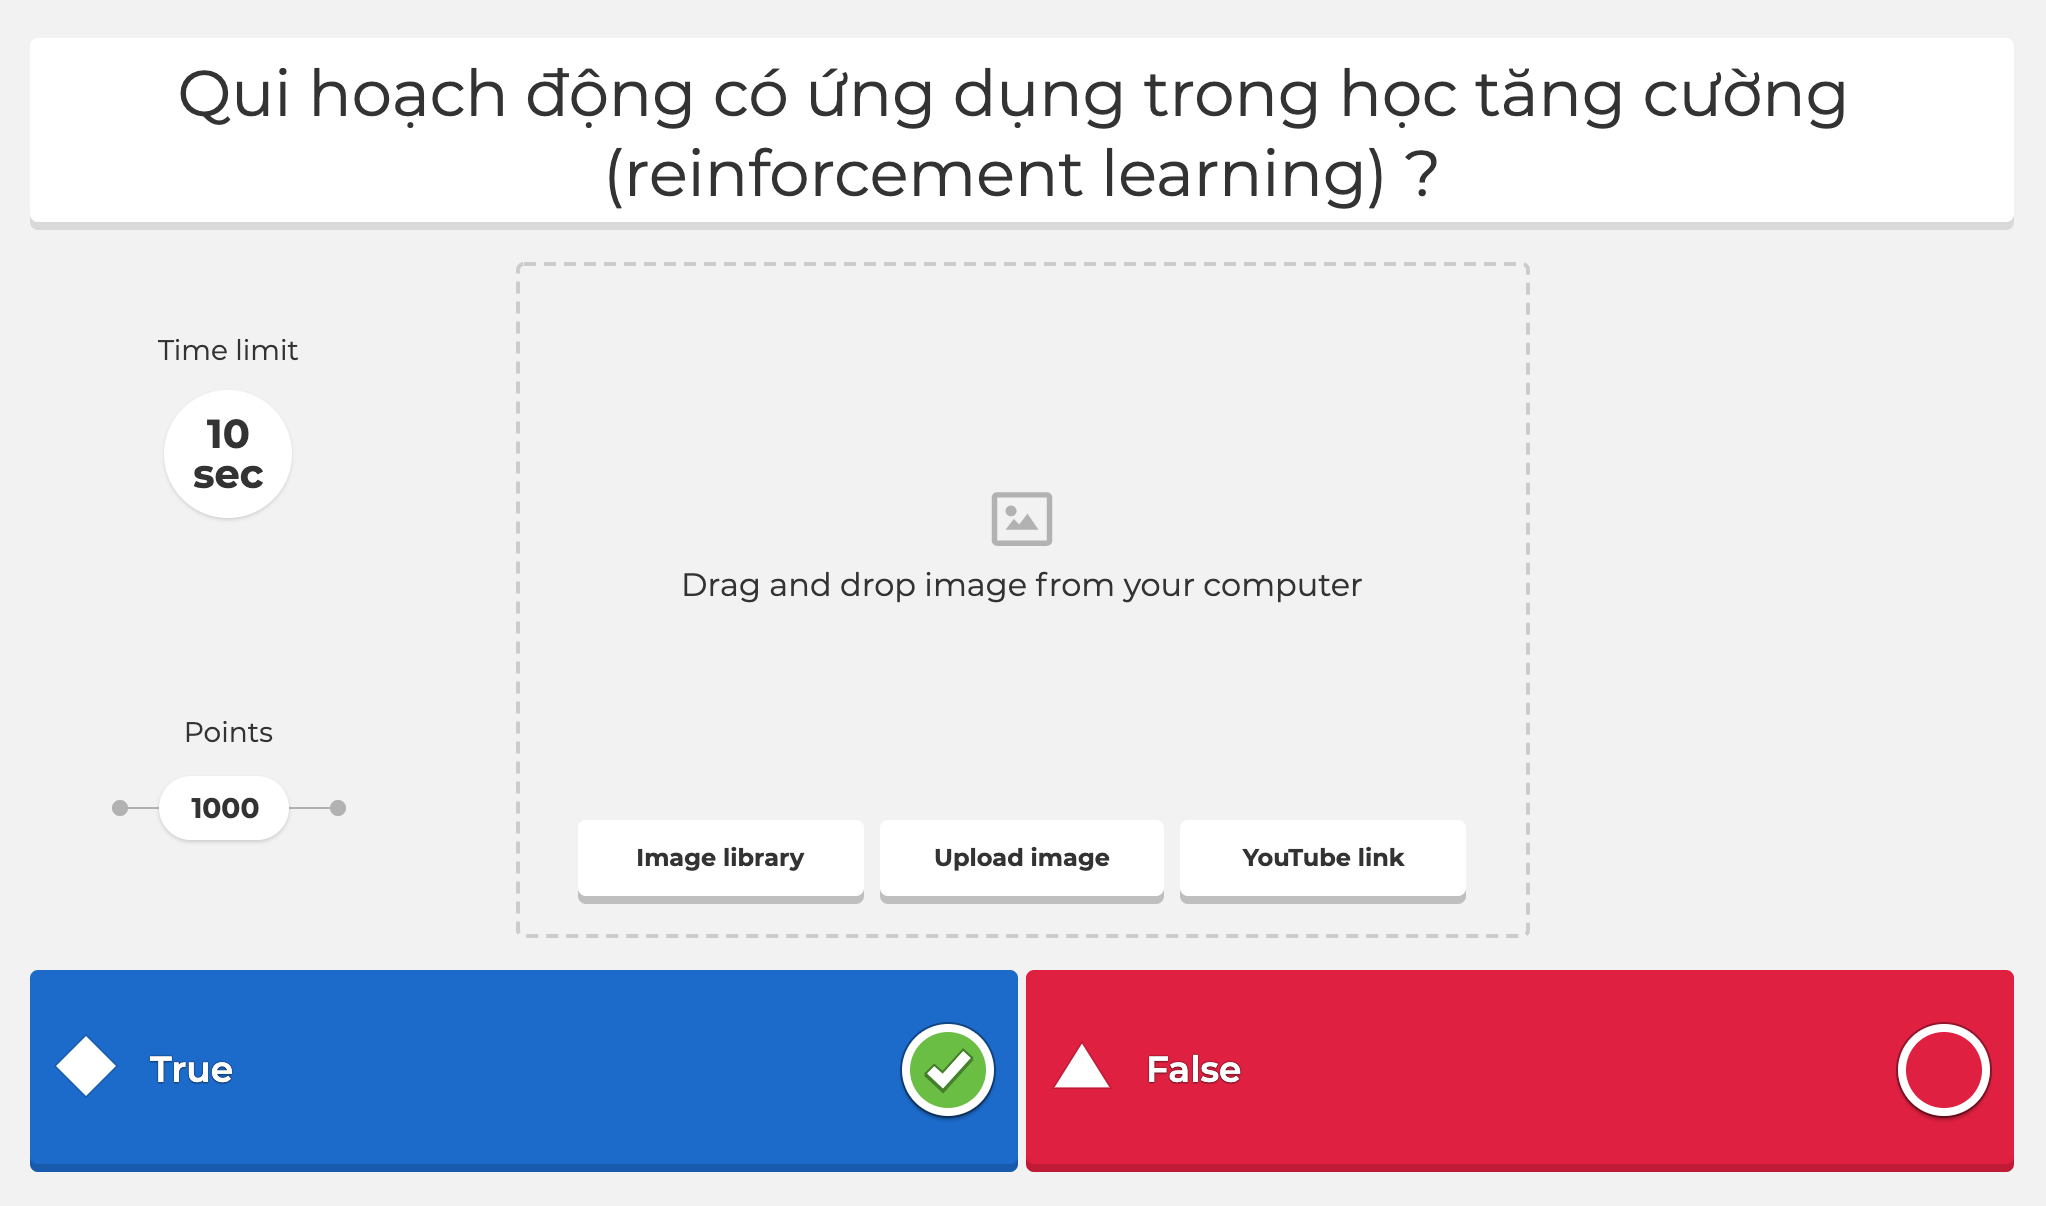 Qui hoạch động có ứng dụng trong học tăng cường
(reinforcement learning) ?
Time limit
10
sec
Drag and drop image from your computer
Points
1000
Image library
Upload image
YouTube link
True
False